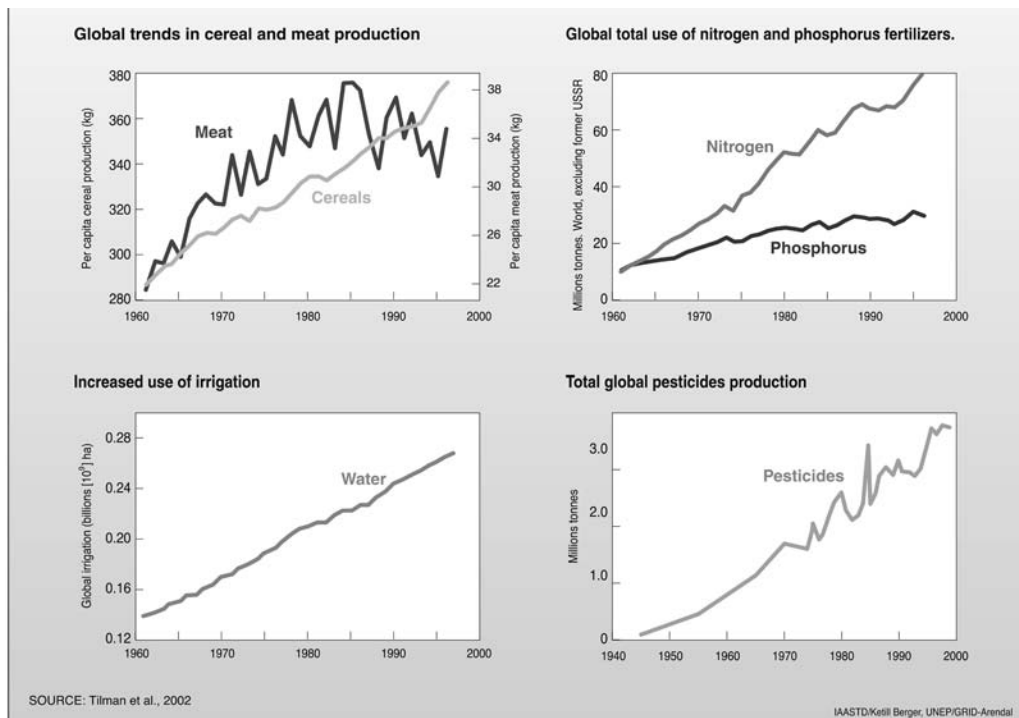 Global trends in cereal and meat production
Per capita cereal production (kg)
380
360
340
320
300
280
Meat
Cereals
38
34
30
26
22
Per capita meat production (kg)
1960
1970
1980
1990
2000
Global total use of nitrogen and phosphorus fertilizers.
Millions tonnes. World, excluding former USSR
80
60
40
20
0
Nitrogen
Phosphorus
1960
1970
1980
1990
2000
Increased use of irrigation
Global irrigation (billions [10⁹] ha)
0.28
0.24
0.20
0.16
0.12
Water
1960
1970
1980
1990
2000
Total global pesticides production
Millions tonnes
3.0
2.0
1.0
0
Pesticides
1940
1950
1960
1970
1980
1990
2000
SOURCE: Tilman et al., 2002
IAASTD/Ketill Berger, UNEP/GRID-Arendal